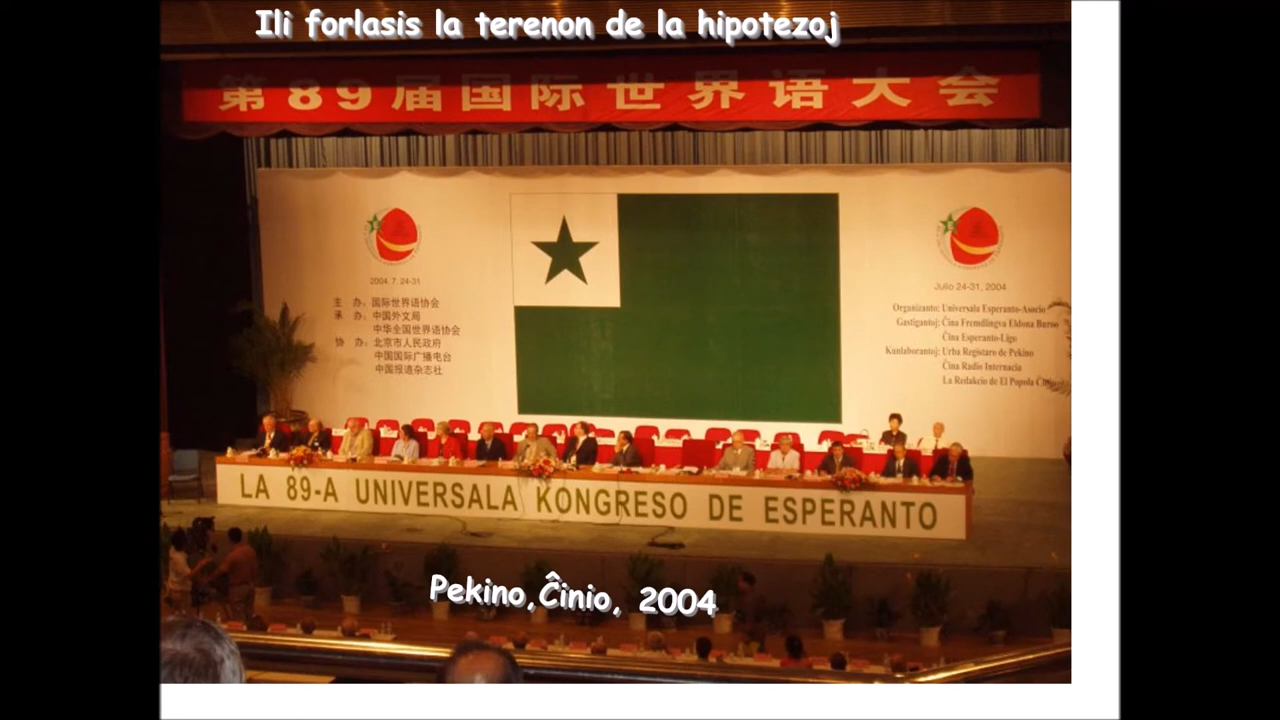 Ili forlasis la terenon de la hipotezoj
第89届国际世界语大会
2004. 7. 24-31
主 办：国际世界语协会
承 办：中国外文局
中华全国世界语协会
协 办：北京市人民政府
中国国际广播电台
中国报道杂志社
Julio 24-31, 2004
Organizanto: Universala Esperanto-Asocio
Gastigantoj: Ĉina Fremdlingva Eldona Buroo
Ĉina Esperanto-Ligo
Kunlaborantoj: Urba Registaro de Pekino
Ĉina Radio Internacia
La Redakcio de El Popola
LA 89-A UNIVERSALA KONGRESO DE ESPERANTO
Pekino,Ĉinio, 2004